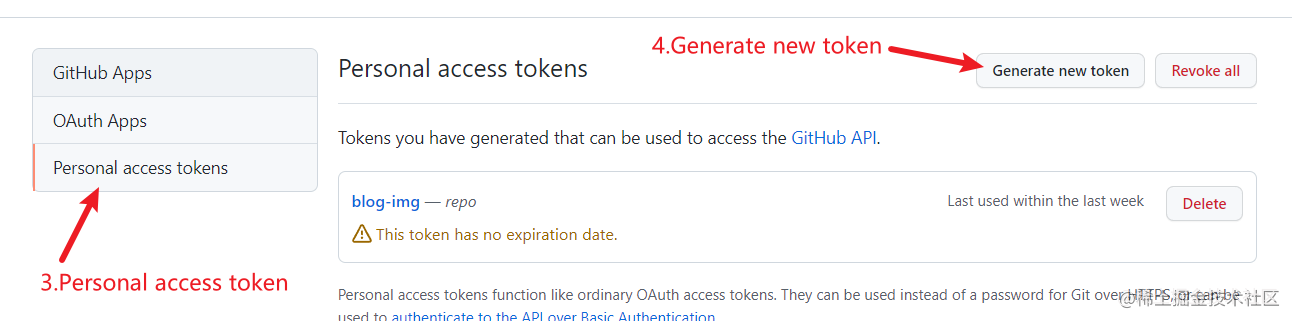 4.Generate new token
GitHub Apps
Personal access tokens
Generate new token
Revoke all
OAuth Apps
Tokens you have generated that can be used to access the GitHub API.
Personal access tokens
blog-img — repo
Last used within the last week
Delete
This token has no expiration date.
3.Personal access token
Personal access tokens function like ordinary OAuth access tokens. They can be used instead of a password for Git over HTTPS, or can be
@稀土掘金技术社区
used to authenticate to the API over Basic Authentication.